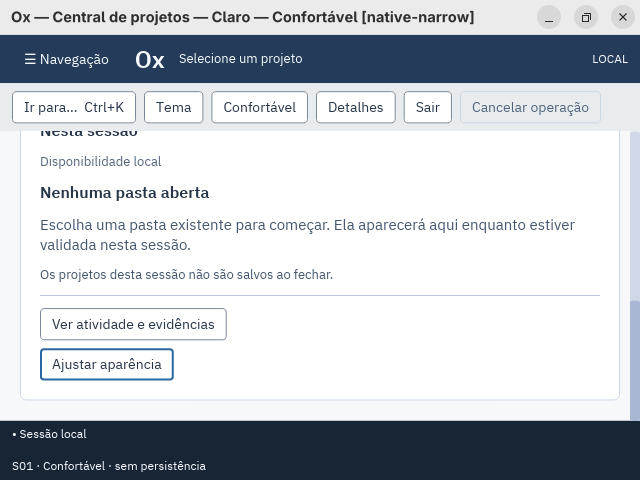 Ox — Central de projetos — Claro — Confortável [native-narrow]
☰ Navegação Ox Selecione um projeto LOCAL
Ir para... Ctrl+K Tema Confortável Detalhes Sair Cancelar operação
Nesta sessão
Disponibilidade local
Nenhuma pasta aberta
Escolha uma pasta existente para começar. Ela aparecerá aqui enquanto estiver
validada nesta sessão.
Os projetos desta sessão não são salvos ao fechar.
Ver atividade e evidências
Ajustar aparência
• Sessão local
S01 · Confortável · sem persistência